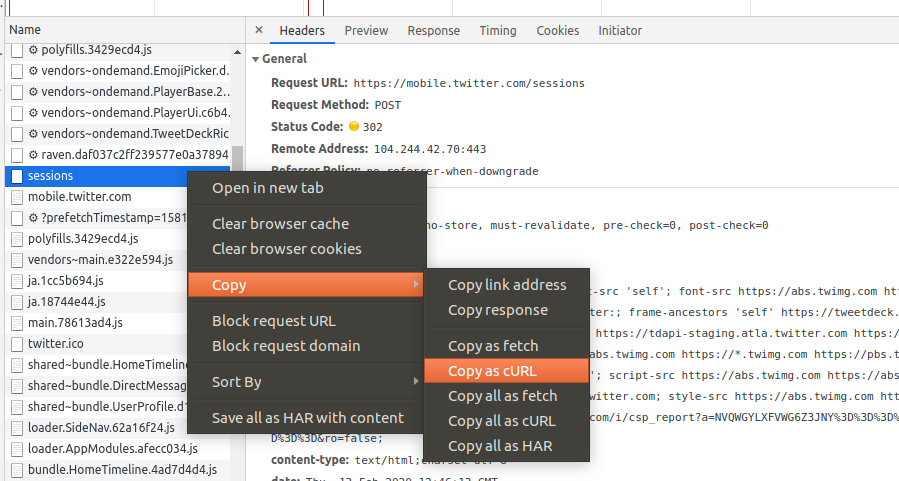 Name
polyfills.3429ecd4.js
vendors~ondemand.EmojiPicker.d.
vendors~ondemand.PlayerBase.2..
vendors~ondemand.PlayerUi.c6b4.
vendors~ondemand.TweetDeckRic
raven.daf037c2ff239577e0a37894
sessions
mobile.twitter.com
?prefetchTimestamp=1581
polyfills.3429ecd4.js
vendors~main.e322e594.js
ja.1cc5b694.js
ja.18744e44.js
main.78613ad4.js
twitter.ico
shared~bundle.HomeTimeline
shared~bundle.DirectMessag
shared~bundle.UserProfile.d1
loader.SideNav.62a16f24.js
loader.AppModules.afecc034.js
bundle.HomeTimeline.4ad7d4d4.js
× Headers Preview Response Timing Cookies Initiator
General
Request URL: https://mobile.twitter.com/sessions
Request Method: POST
Status Code: 302
Remote Address: 104.244.42.70:443
Referrer Policy: no-referrer-when-downgrade
no-store, must-revalidate, pre-check=0, post-check=0
t-src 'self'; font-src https://abs.twimg.com ht
ter:; frame-ancestors 'self' https://tweetdeck.
https://tdapi-staging.atla.twitter.com https://
abs.twimg.com https://*.twimg.com https://pbs.t
'; script-src https://abs.twimg.com https://abs
tter.com; style-src https://abs.twimg.com https
com/i/csp_report?a=NVQWGYLXFVWG6Z3JNY%3D%3D%3D%
D%3D%3D&ro=false;
content-type: text/html;charset=utf-8
date: Thu, 13 Feb 2020 12:46:13 GMT
Open in new tab
Clear browser cache
Clear browser cookies
Copy
Block request URL
Block request domain
Sort By
Save all as HAR with content
Copy link address
Copy response
Copy as fetch
Copy as cURL
Copy all as fetch
Copy all as cURL
Copy all as HAR